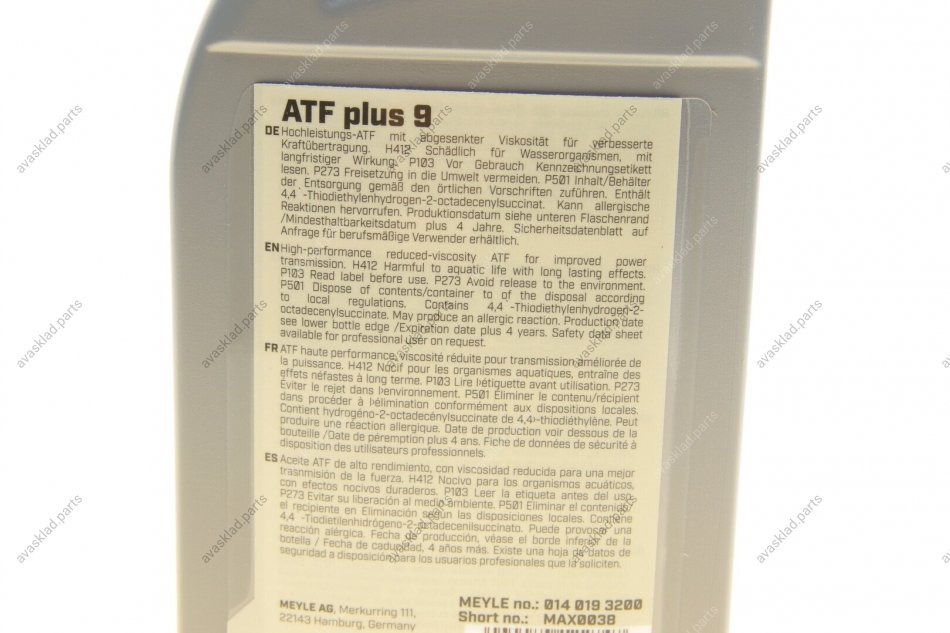 ATF plus 9
DE Hochleistungs-ATF mit abgesenkter Viskosität für verbesserte
Kraftübertragung. H412 Schädlich für Wasserorganismen, mit
langfristiger Wirkung. P103 Vor Gebrauch Kennzeichnungsetikett
lesen. P273 Freisetzung in die Umwelt vermeiden. P501 Inhalt/Behälter
der Entsorgung gemäß den örtlichen Vorschriften zuführen. Enthält
4,4 -Thiodiethylenhydrogen-2-octadecenylsuccinat. Kann allergische
Reaktionen hervorrufen. Produktionsdatum siehe unteren Flaschenrand
/Mindesthaltbarkeitsdatum plus 4 Jahre. Sicherheitsdatenblatt auf
Anfrage für berufsmäßige Verwender erhältlich.
EN High-performance reduced-viscosity ATF for improved power
transmission. H412 Harmful to aquatic life with long lasting effects.
P103 Read label before use. P273 Avoid release to the environment.
P501 Dispose of contents/container to of the disposal according
to local regulations. Contains 4,4 -Thiodiethylenhydrogen-2-
octadecenylsuccinate. May produce an allergic reaction. Production date
see lower bottle edge /Expiration date plus 4 years. Safety data sheet
available for professional user on request.
FR ATF haute performance, viscosité réduite pour transmission améliorée de
la puissance. H412 Nocif pour les organismes aquatiques, entraîne des
effets néfastes à long terme. P103 Lire Þétiquette avant utilisation. P273
Éviter le rejet dans Þenvironnement. P501 Éliminer le contenu/récipient
dans procéder à Þélimination conformément aux dispositions locales.
Contient hydrogéno-2-octadecénylsuccinate de 4,4›-thiodiéthylène. Peut
produire une réaction allergique. Date de production voir dessous de la
bouteille /Date de péremption plus 4 ans. Fiche de données de sécurité à
disposition des utilisateurs professionnels.
ES Aceite ATF de alto rendimiento, con viscosidad reducida para una mejor
trasnmisión de la fuerza. H412 Nocivo para los organismos acuáticos,
con efectos nocivos duraderos. P103 Leer la etiqueta antes del uso.
P273 Evitar su liberación al medio ambiente. P501 Eliminar el contenido/
el recipiente en Eliminación según las disposiciones locales. Contiene
4,4 -Tiodietilenhidrógeno-2-octadecenilsuccinato. Puede provocar una
reacción alérgica. Fecha de producción, véase el borde inferior de la
botella / Fecha de caducidad, 4 años más. Existe una hoja de datos de
seguridad a disposición para los usuarios profesionales que la soliciten.
MEYLE AG, Merkurring 111,
22143 Hamburg, Germany
MEYLE no.: 014 019 3200
Short no.: MAX0038
avasklad.parts